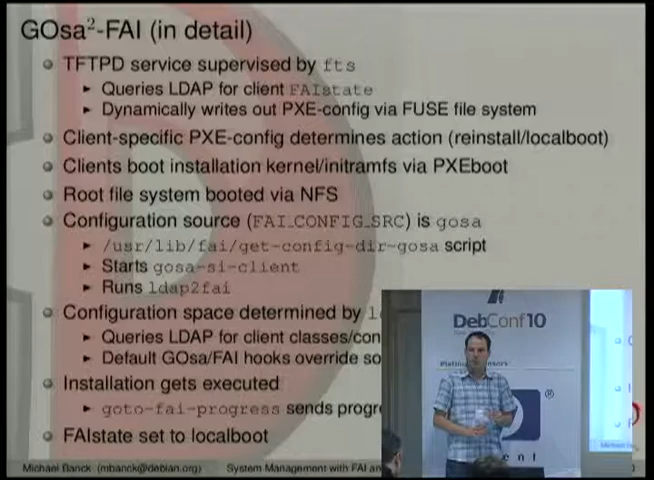 GOsa²-FAI (in detail)
TFTPD service supervised by fts
Queries LDAP for client FAIstate
Dynamically writes out PXE-config via FUSE file system
Client-specific PXE-config determines action (reinstall/localboot)
Clients boot installation kernel/initramfs via PXEboot
Root file system booted via NFS
Configuration source (FAI_CONFIG_SRC) is gosa
/usr/lib/fai/get-config-dir-gosa script
Starts gosa-si-client
Runs ldap2fai
Configuration space determined by
Queries LDAP for client classes/con
Default GOsa/FAI hooks override so
Installation gets executed
goto-fai-progress sends progr
FAIstate set to localboot
DebConf10
Michael Banck (mbanck@debian.org) System Management with FAI an